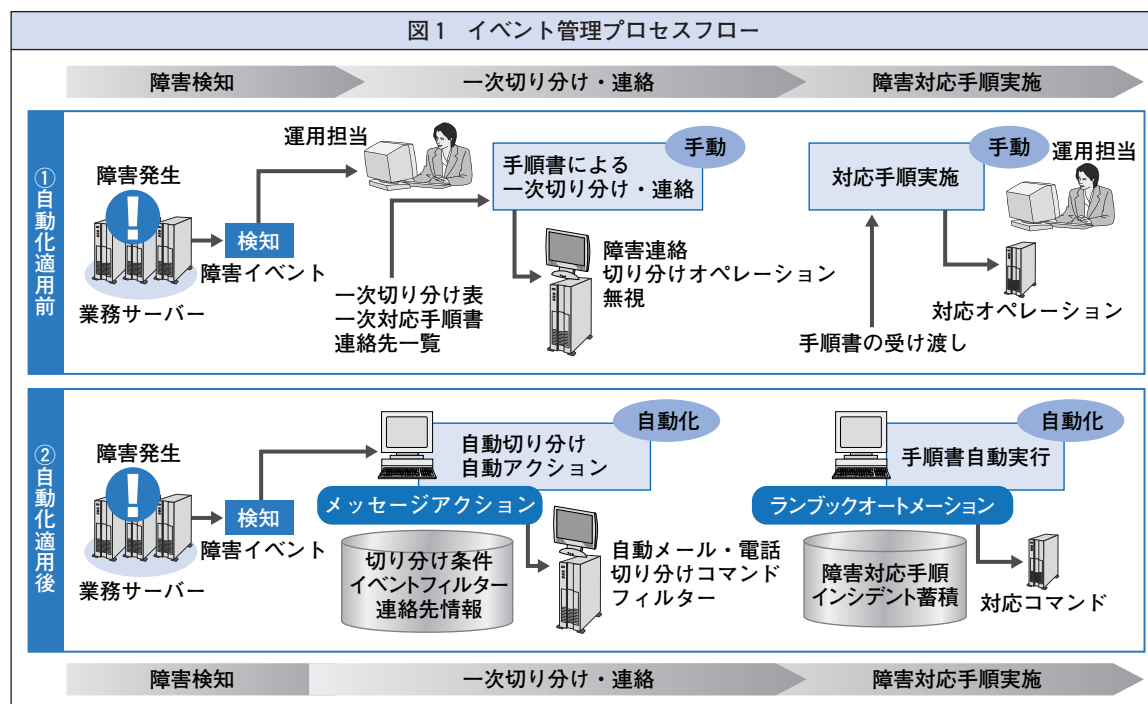 図1 イベント管理プロセスフロー
障害検知
一次切り分け・連絡
障害対応手順実施
①自動化適用前
障害発生
業務サーバー
検知
障害イベント
運用担当
一次切り分け表
一次対応手順書
連絡先一覧
手動
手順書による
一次切り分け・連絡
障害連絡
切り分けオペレーション
無視
手動
対応手順実施
運用担当
手順書の受け渡し
対応オペレーション
②自動化適用後
障害発生
業務サーバー
検知
障害イベント
自動化
自動切り分け
自動アクション
メッセージアクション
切り分け条件
イベントフィルター
連絡先情報
自動メール・電話
切り分けコマンド
フィルター
自動化
手順書自動実行
ランブックオートメーション
障害対応手順
インシデント蓄積
対応コマンド
障害検知
一次切り分け・連絡
障害対応手順実施